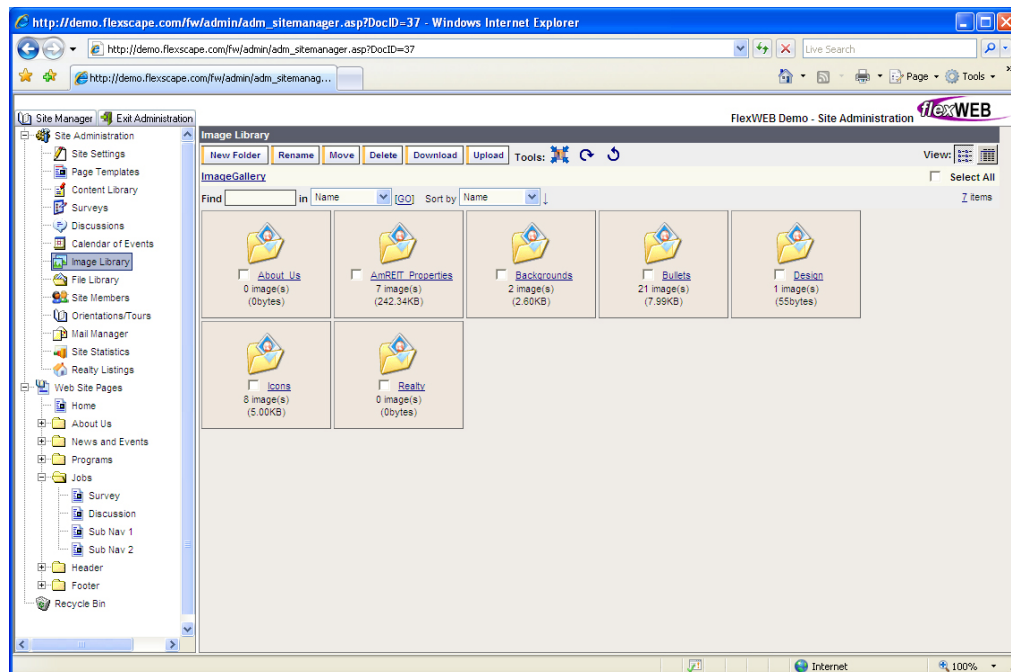 http://demo.flexscape.com/fw/admin/adm_sitemanager.asp?DocID=37 - Windows Internet Explorer
http://demo.flexscape.com/fw/admin/adm_sitemanager.asp?DocID=37
Live Search
http://demo.flexscape.com/fw/admin/adm_sitemanag...
Page
Tools
Site Manager
Exit Administration
FlexWEB Demo - Site Administration
flexWEB
Site Administration
Site Settings
Page Templates
Content Library
Surveys
Discussions
Calendar of Events
Image Library
File Library
Site Members
Orientations/Tours
Mail Manager
Site Statistics
Realty Listings
Web Site Pages
Home
About Us
News and Events
Programs
Jobs
Survey
Discussion
Sub Nav 1
Sub Nav 2
Header
Footer
Recycle Bin
Image Library
New Folder Rename Move Delete Download Upload Tools: View:
ImageGallery Select All
Find in Name [GO] Sort by Name ↓ 7 items
About_Us
0 image(s)
(0bytes)
AmREIT_Properties
7 image(s)
(242.34KB)
Backgrounds
2 image(s)
(2.60KB)
Bullets
21 image(s)
(7.99KB)
Design
1 image(s)
(55bytes)
Icons
8 image(s)
(5.00KB)
Realty
0 image(s)
(0bytes)
Internet
100%